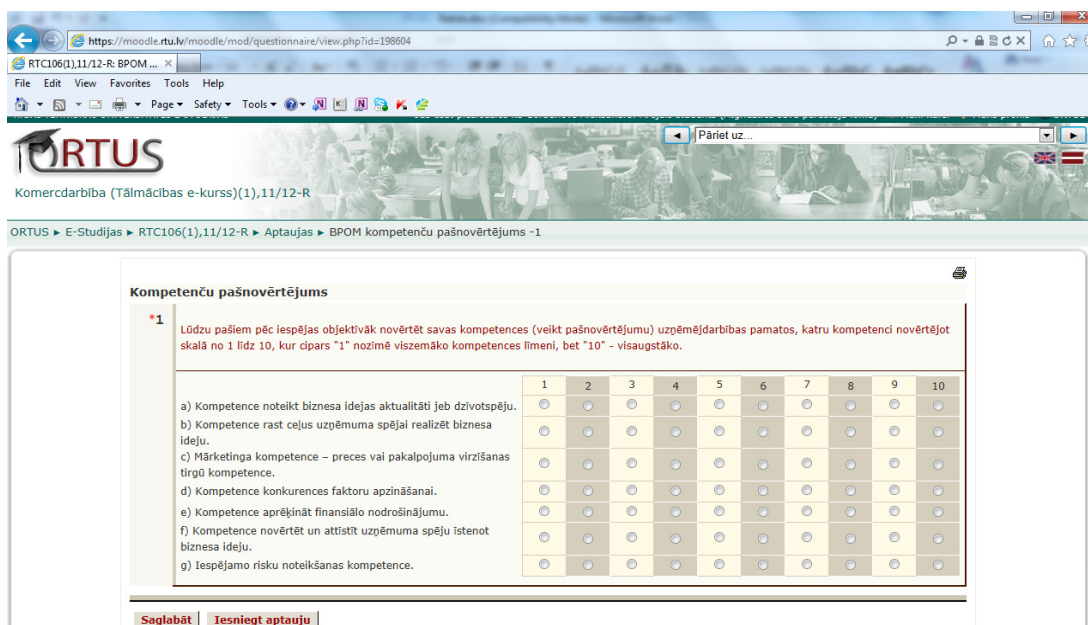 https://moodle.rtu.lv/moodle/mod/questionnaire/view.php?id=198604
RTC106(1),11/12-R: BPOM ...
File Edit View Favorites Tools Help
Page Safety Tools
ORTUS
Pāriet uz...
Komercdarbība (Tālmācības e-kurss)(1),11/12-R
ORTUS ► E-Studijas ► RTC106(1),11/12-R ► Aptaujas ► BPOM kompetenču pašnovērtējums -1
Kompetenču pašnovērtējums
*1
Lūdzu pašiem pēc iespējas objektīvāk novērtēt savas kompetences (veikt pašnovērtējumu) uzņēmējdarbības pamatos, katru kompetenci novērtējot
skalā no 1 līdz 10, kur cipars "1" nozīmē viszemāko kompetences līmeni, bet "10" - visaugstāko.
1 2 3 4 5 6 7 8 9 10
a) Kompetence noteikt biznesa idejas aktualitāti jeb dzīvotspēju.
b) Kompetence rast ceļus uzņēmuma spējai realizēt biznesa
ideju.
c) Mārketinga kompetence – preces vai pakalpojuma virzīšanas
tirgū kompetence.
d) Kompetence konkurences faktoru apzināšanai.
e) Kompetence aprēķināt finansiālo nodrošinājumu.
f) Kompetence novērtēt un attīstīt uzņēmuma spēju īstenot
biznesa ideju.
g) Iespējamo risku noteikšanas kompetence.
Saglabāt Iesniegt aptauju